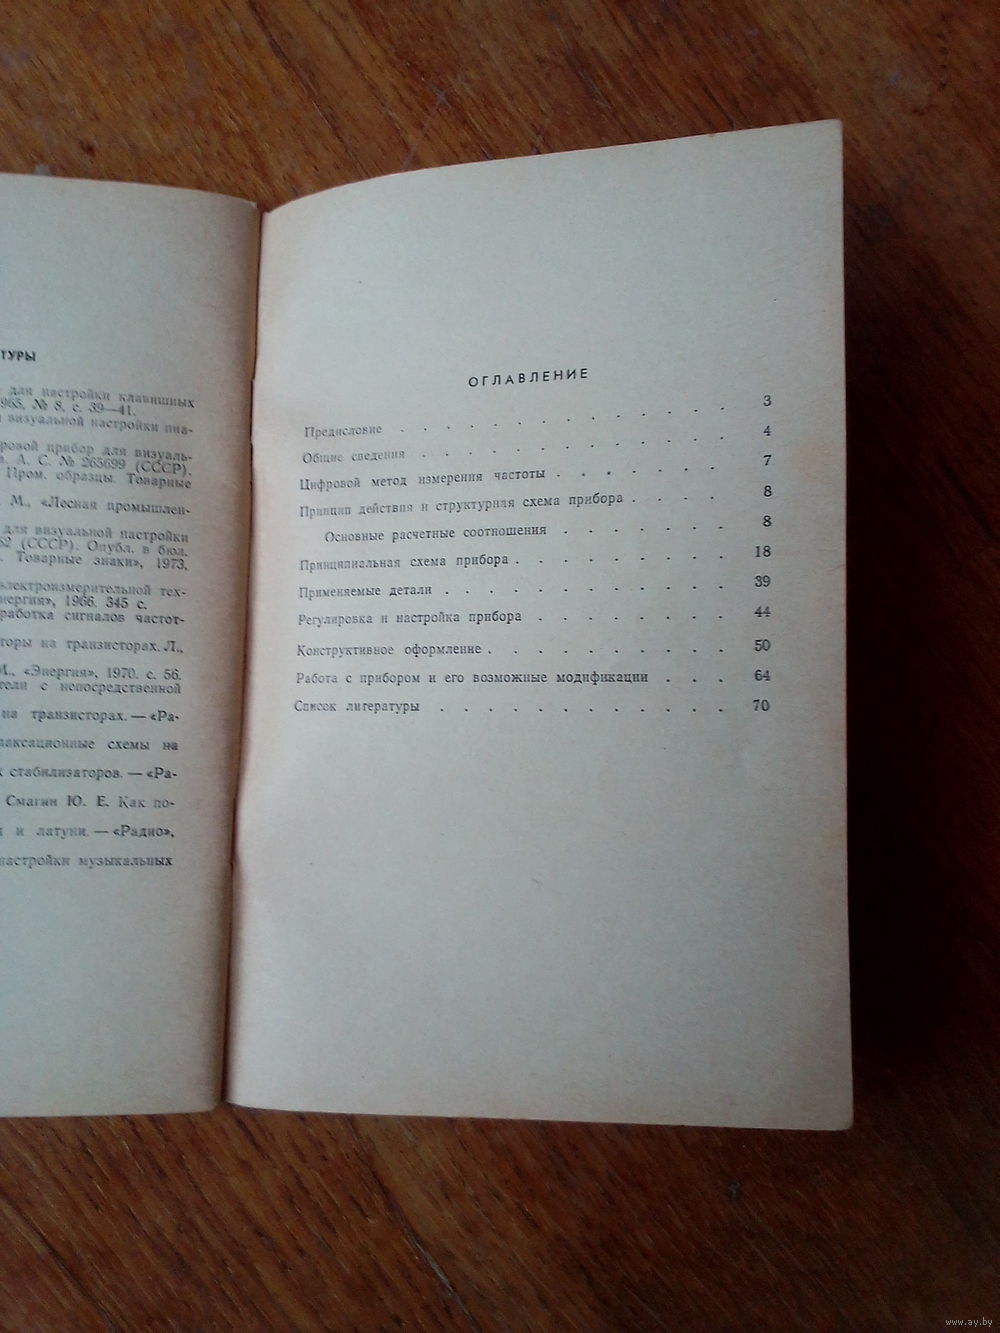 ТУРЫ
для настройки клавишных
965, № 8, с. 39—41.
визуальной настройки пиа-
ровой прибор для визуаль-
А. С. № 265699 (СССР).
Пром. образцы. Товарные
М., «Лесная промышлен-
для визуальной настройки
62 (СССР). Опубл. в бюл.
Товарные знаки», 1973,
электроизмерительной тех-
нергия», 1966. 345 с.
работка сигналов частот-
торы на транзисторах. Л.,
М., «Энергия», 1970. с. 56.
тели с непосредственной
на транзисторах. — «Ра-
лаксационные схемы на
х стабилизаторов. — «Ра-
Смагин Ю. Е. Как по-
и латуни. — «Радио»,
настройки музыкальных
ОГЛАВЛЕНИЕ
Предисловие . . . . . . . . . . . . . 3
Общие сведения . . . . . . . . . . . . 4
Цифровой метод измерения частоты . . . . . . . 7
Принцип действия и структурная схема прибора . . . . 8
Основные расчетные соотношения . . . . . . . 8
Принципиальная схема прибора . . . . . . . . . 18
Применяемые детали . . . . . . . . . . . . 39
Регулировка и настройка прибора . . . . . . . . 44
Конструктивное оформление . . . . . . . . . . 50
Работа с прибором и его возможные модификации . . . 64
Список литературы . . . . . . . . . . . . 70
www.ay.by